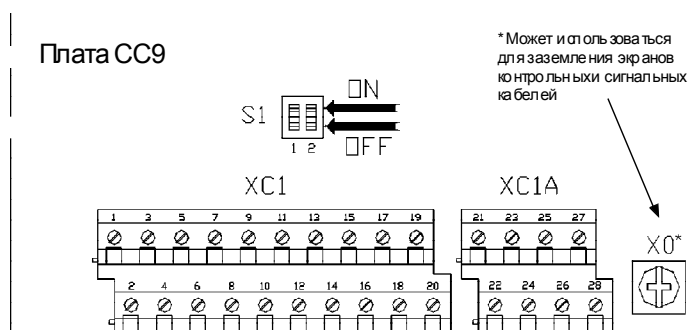 Плата СС9
*Может использоваться
для заземления экранов
контрольных и сигнальных
кабелей
ON
S1
1 2
OFF
XC1
XC1A
X0*
1 3 5 7 9 11 13 15 17 19
21 23 25 27
2 4 6 8 10 12 14 16 18 20
22 24 26 28